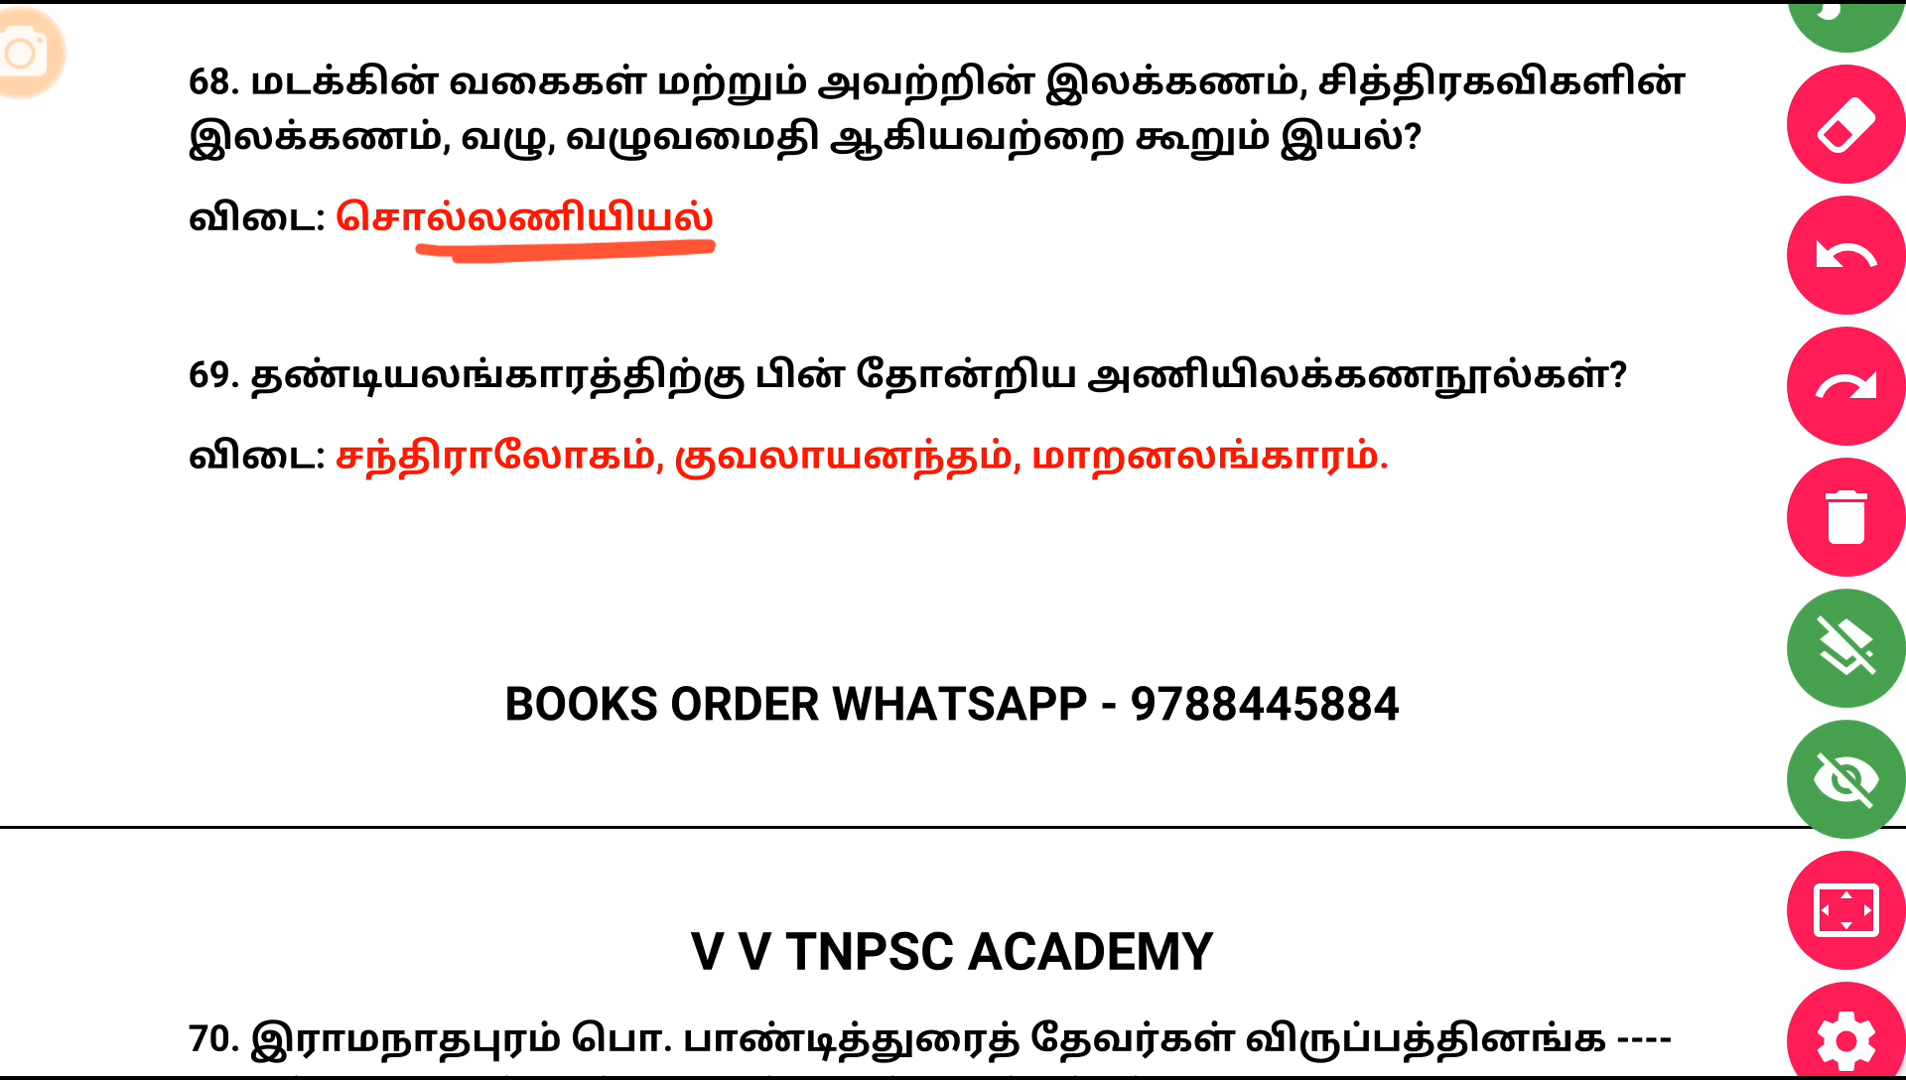 68. மடக்கின் வகைகள் மற்றும் அவற்றின் இலக்கணம், சித்திரகவிகளின்
இலக்கணம், வழு, வழுவமைதி ஆகியவற்றை கூறும் இயல்?
விடை: சொல்லணியியல்
69. தண்டியலங்காரத்திற்கு பின் தோன்றிய அணியிலக்கணநூல்கள்?
விடை: சந்திராலோகம், குவலாயனந்தம், மாறனலங்காரம்.
BOOKS ORDER WHATSAPP - 9788445884
V V TNPSC ACADEMY
70. இராமநாதபுரம் பொ. பாண்டித்துரைத் தேவர்கள் விருப்பத்தினங்க ----